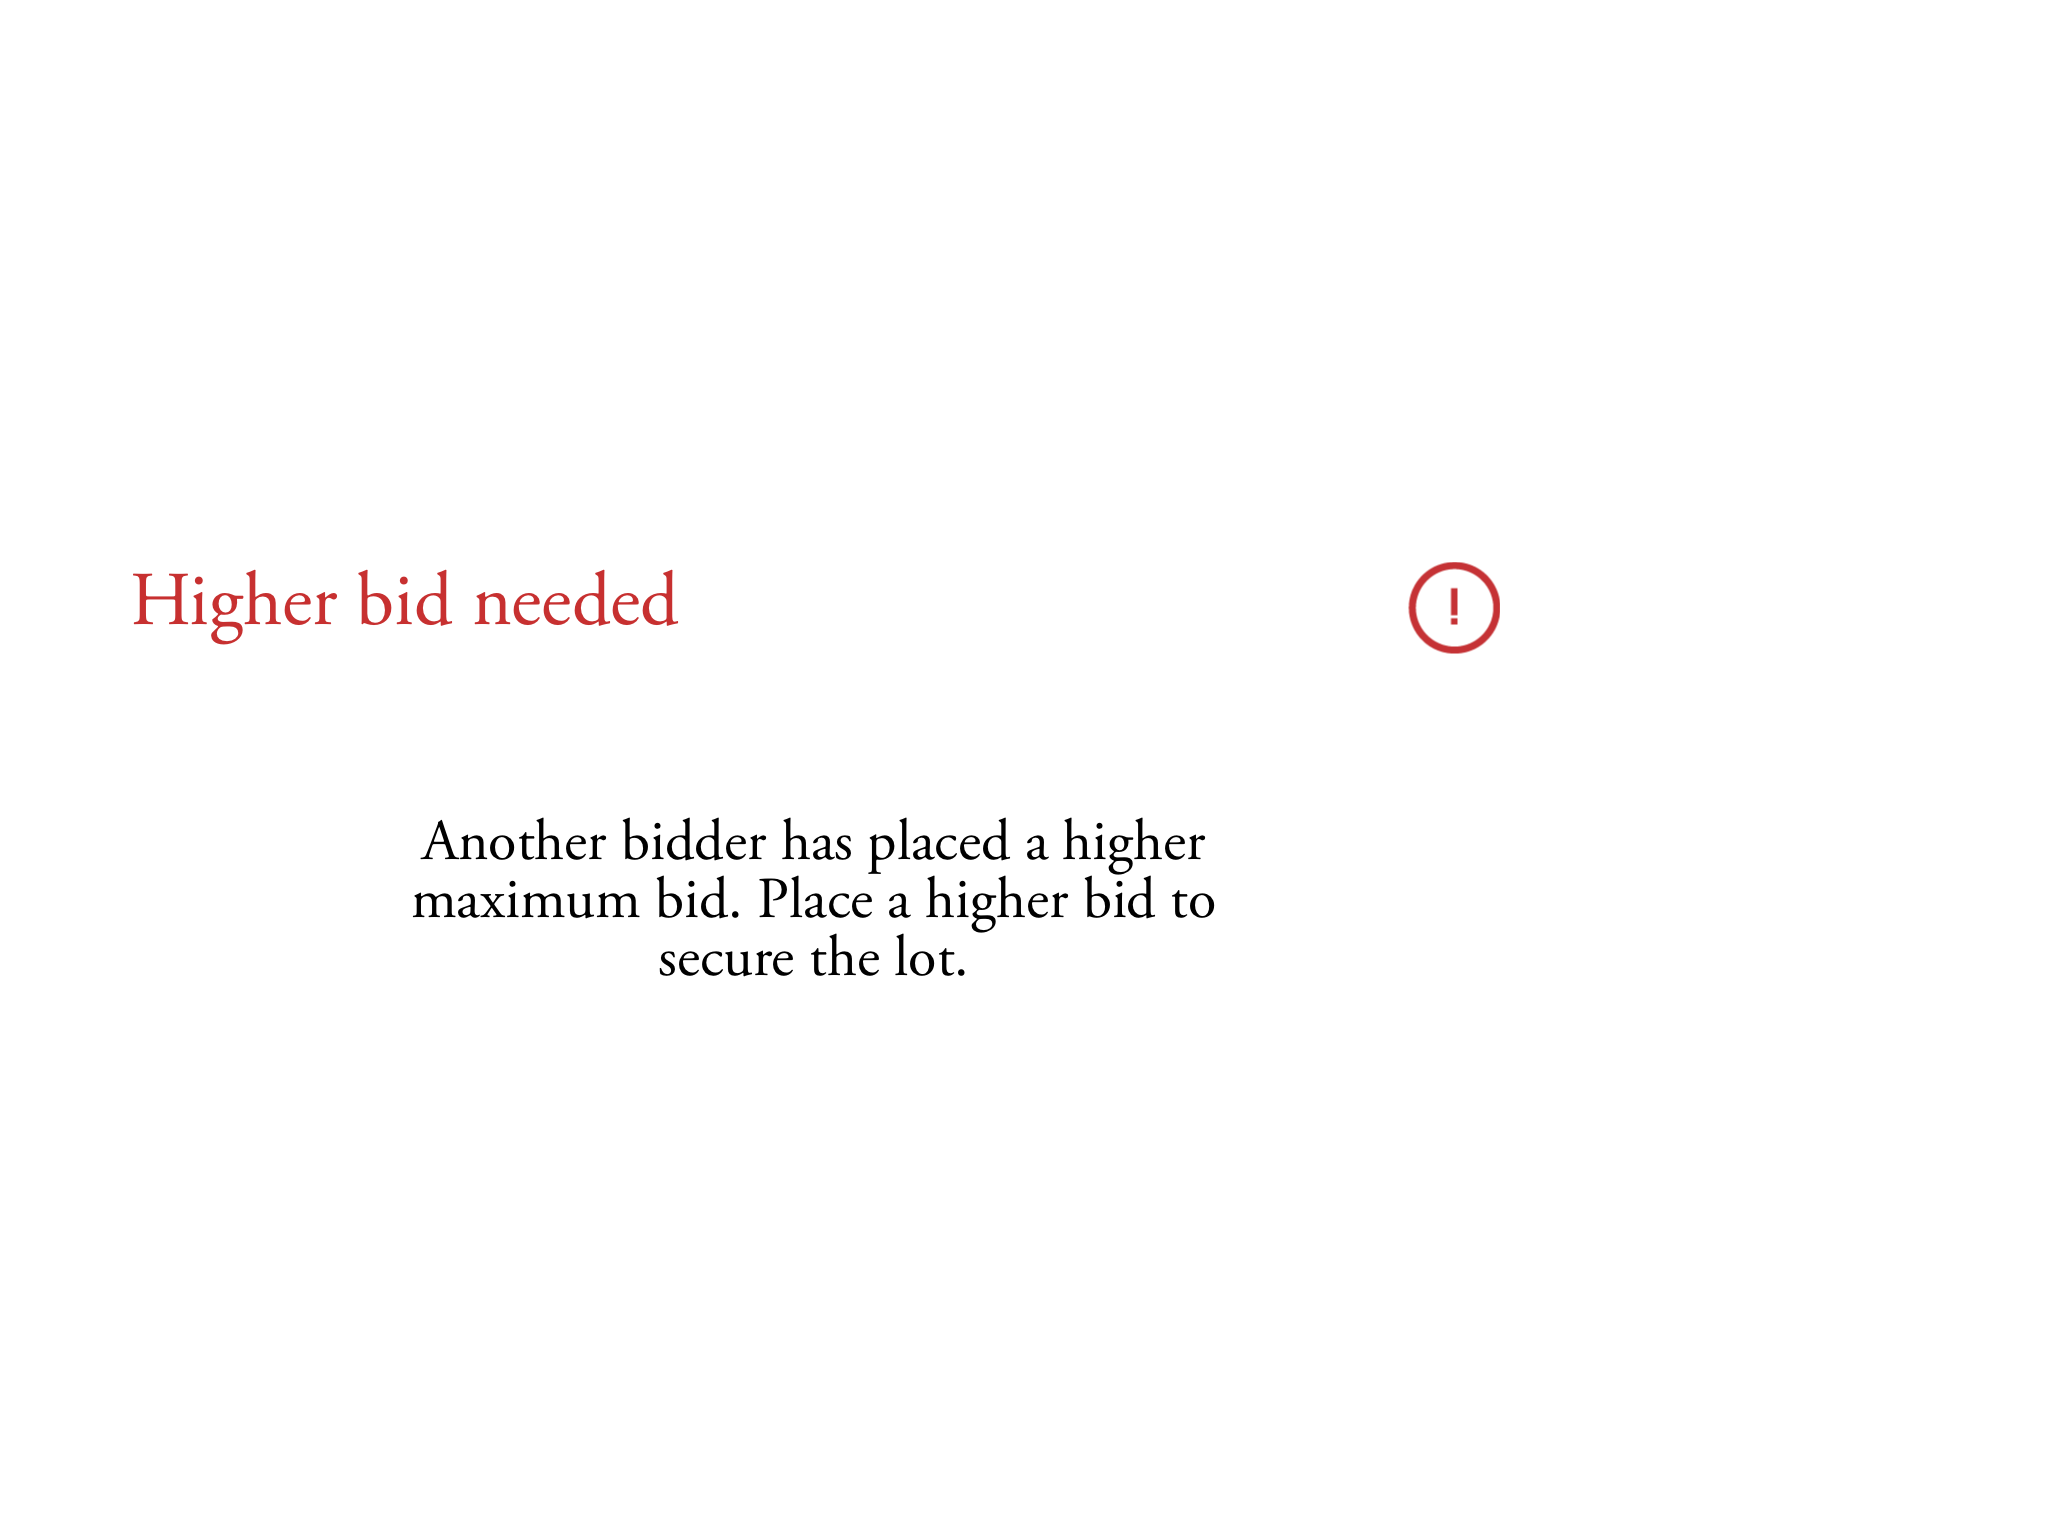 Higher bid needed
!
Another bidder has placed a higher
maximum bid. Place a higher bid to
secure the lot.